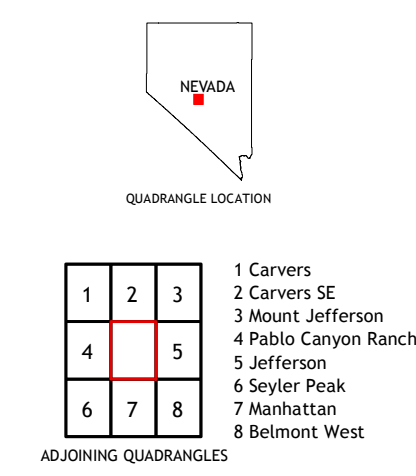 NEVADA
QUADRANGLE LOCATION
1 2 3
4 5
6 7 8
1 Carvers
2 Carvers SE
3 Mount Jefferson
4 Pablo Canyon Ranch
5 Jefferson
6 Seyler Peak
7 Manhattan
8 Belmont West
ADJOINING QUADRANGLES